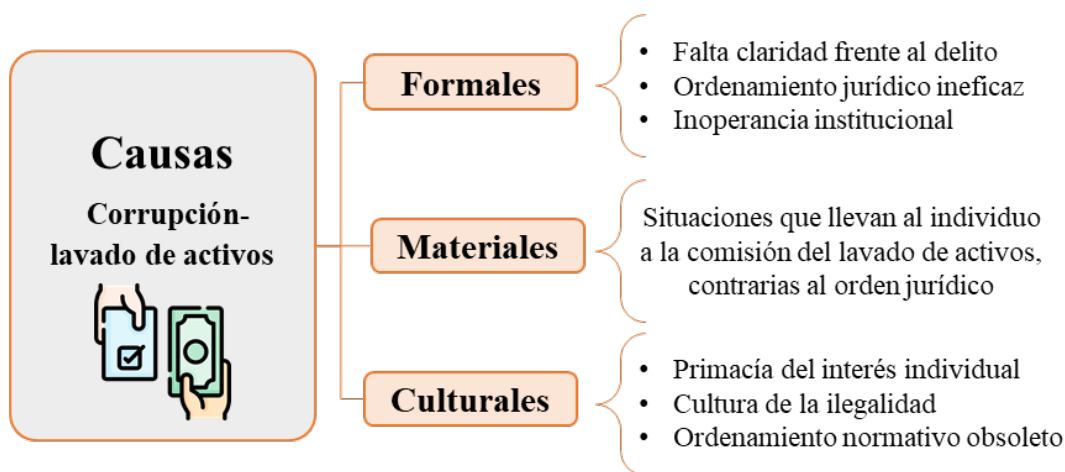 Causas
Corrupción-
lavado de activos
Formales
• Falta claridad frente al delito
• Ordenamiento jurídico ineficaz
• Inoperancia institucional
Materiales
Situaciones que llevan al individuo
a la comisión del lavado de activos,
contrarias al orden jurídico
Culturales
• Primacía del interés individual
• Cultura de la ilegalidad
• Ordenamiento normativo obsoleto